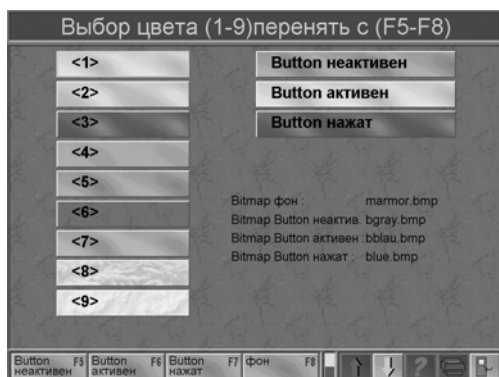 Выбор цвета (1-9)перенять с (F5-F8)
<1>
<2>
<3>
<4>
<5>
<6>
<7>
<8>
<9>
Button неактивен
Button активен
Button нажат
Bitmap фон : marmor.bmp
Bitmap Button неактив. bgray.bmp
Bitmap Button активен :bblau.bmp
Bitmap Button нажат : blue.bmp
Button неактивен F5
Button активен F6
Button нажат F7
фон F8
?